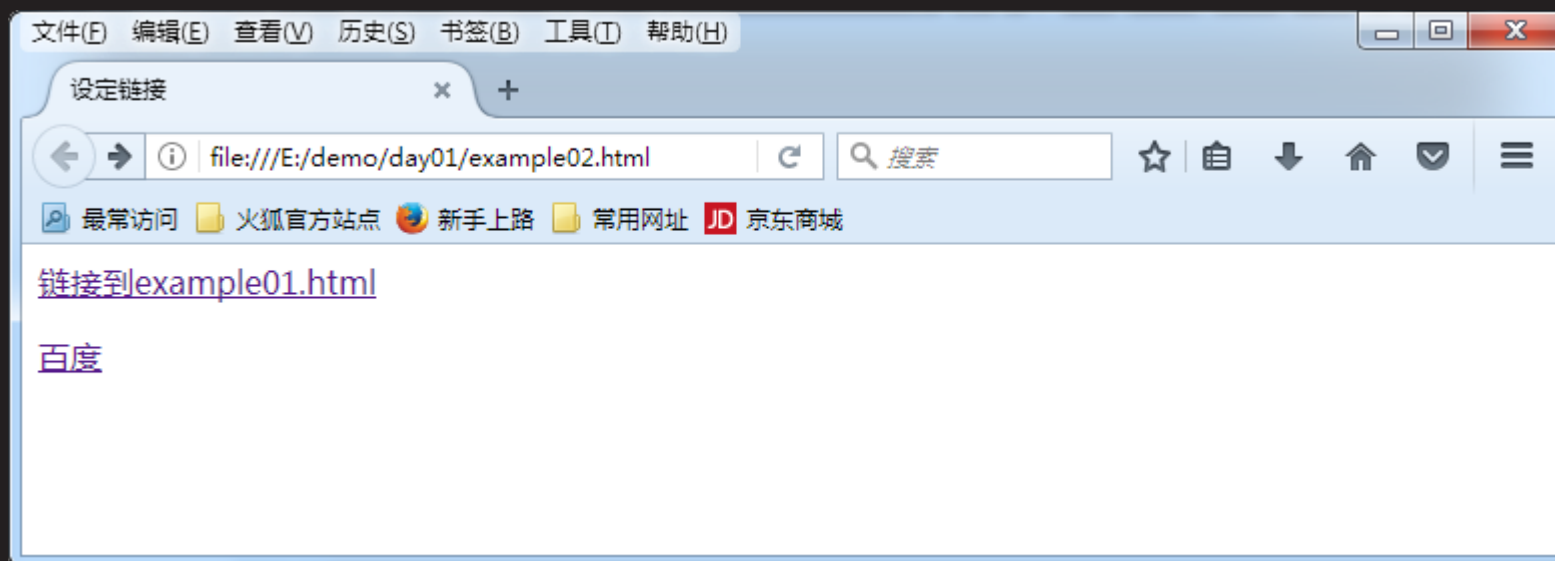 文件(F) 编辑(E) 查看(V) 历史(S) 书签(B) 工具(T) 帮助(H)
设定链接
file:///E:/demo/day01/example02.html 搜索
最常访问 火狐官方站点 新手上路 常用网址 JD 京东商城
链接到example01.html
百度